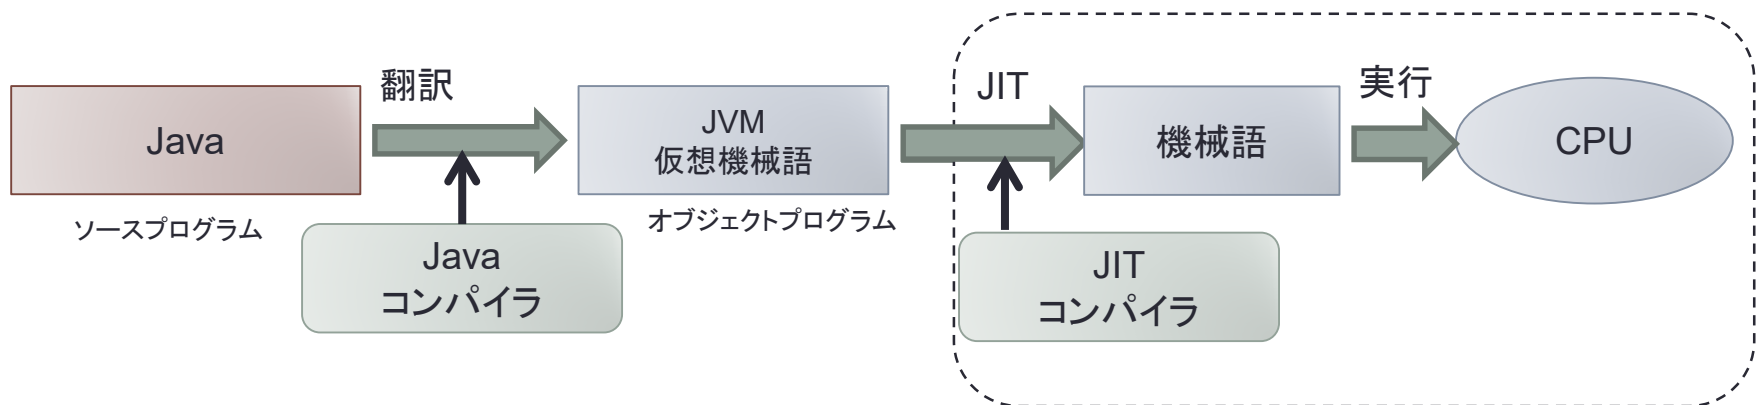 翻訳
JIT
実行
Java
JVM
仮想機械語
機械語
CPU
ソースプログラム
オブジェクトプログラム
Java
コンパイラ
JIT
コンパイラ